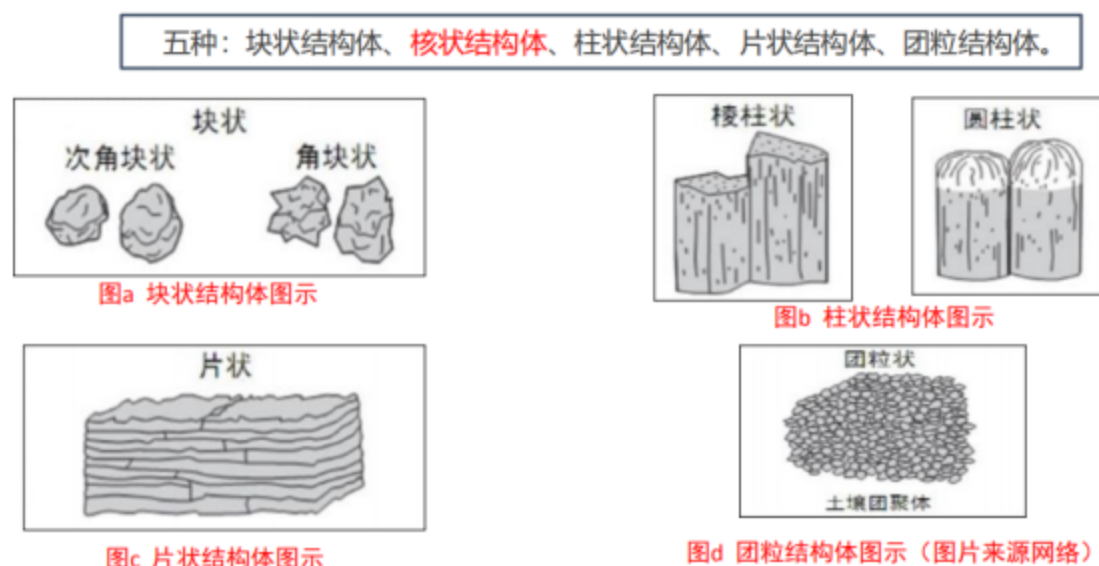 五种：块状结构体、核状结构体、柱状结构体、片状结构体、团粒结构体。
块状
次角块状
角块状
图a 块状结构体图示
棱柱状
圆柱状
图b 柱状结构体图示
片状
图c 片状结构体图示
团粒状
土壤团聚体
图d 团粒结构体图示（图片来源网络）